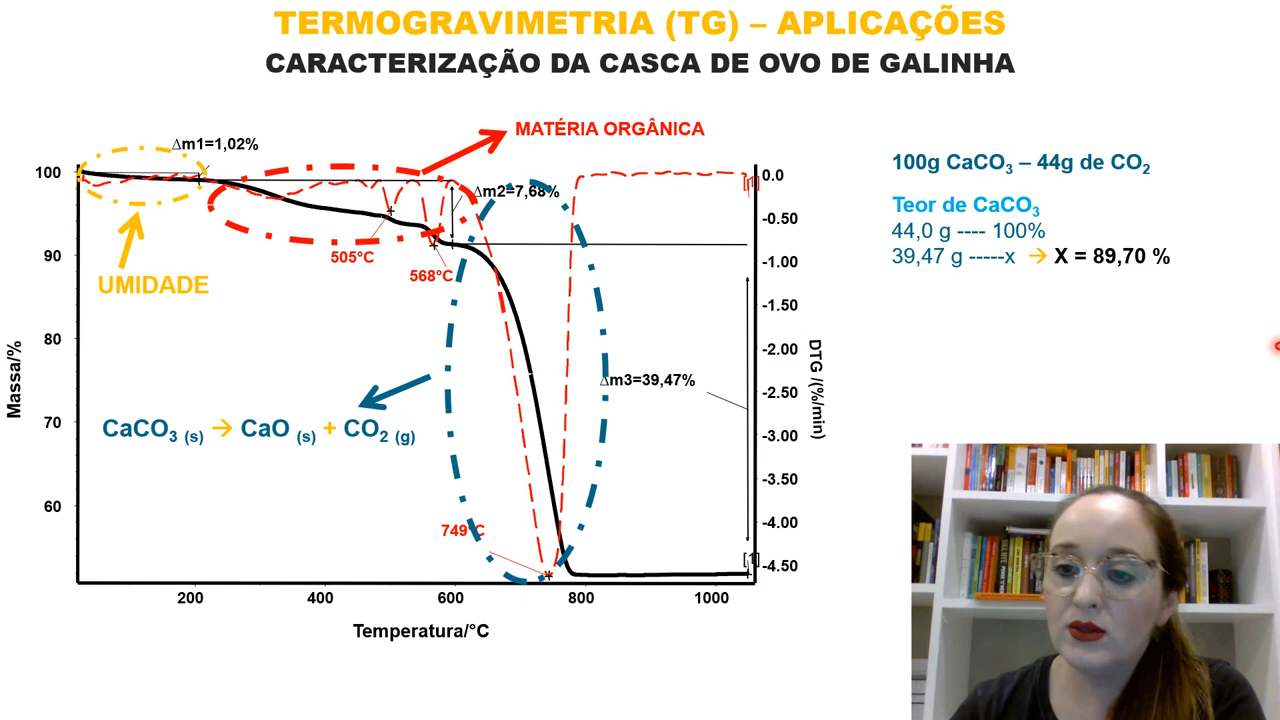 TERMOGRAVIMETRIA (TG) – APLICAÇÕES
CARACTERIZAÇÃO DA CASCA DE OVO DE GALINHA
MATÉRIA ORGÂNICA
Δm1=1,02%
100g CaCO3 – 44g de CO2
Teor de CaCO3
44,0 g ---- 100%
39,47 g -----x → X = 89,70 %
100
90
80
70
60
Massa/%
0.0
-0.50
-1.00
-1.50
-2.00
-2.50
-3.00
-3.50
-4.00
-4.50
DTG /(%/min)
[1]
[1]
Δm2=7,68%
505°C
568°C
UMIDADE
Δm3=39,47%
CaCO3 (s) → CaO (s) + CO2 (g)
749°C
200
400
600
800
1000
Temperatura/°C